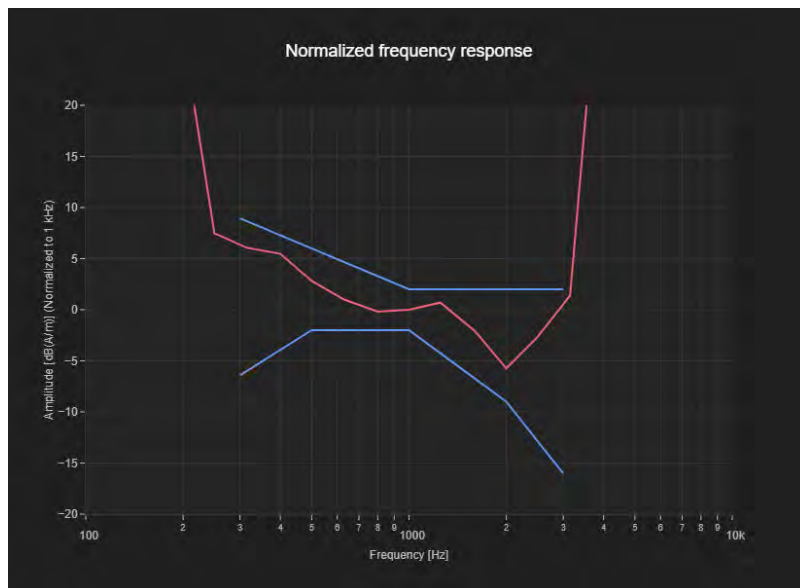 Normalized frequency response
20
15
10
5
0
−5
−10
−15
−20
Amplitude [dB(A/m)] (Normalized to 1 kHz)
100 2 3 4 5 6 7 8 9 1000 2 3 4 5 6 7 8 9 10k
Frequency [Hz]